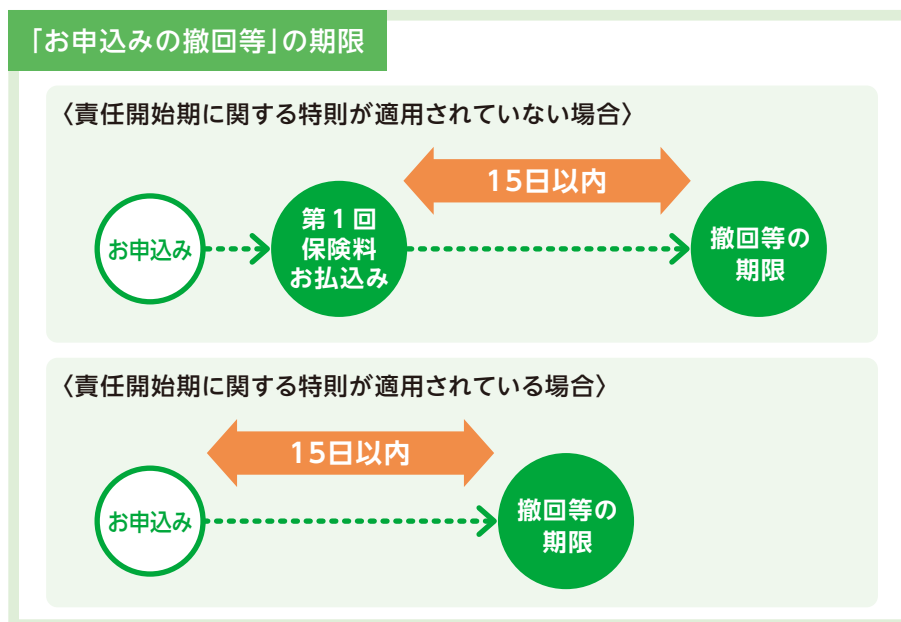 「お申込みの撤回等」の期限
〈責任開始期に関する特則が適用されていない場合〉
15日以内
お申込み
第1回
保険料
お払込み
撤回等の
期限
〈責任開始期に関する特則が適用されている場合〉
15日以内
お申込み
撤回等の
期限